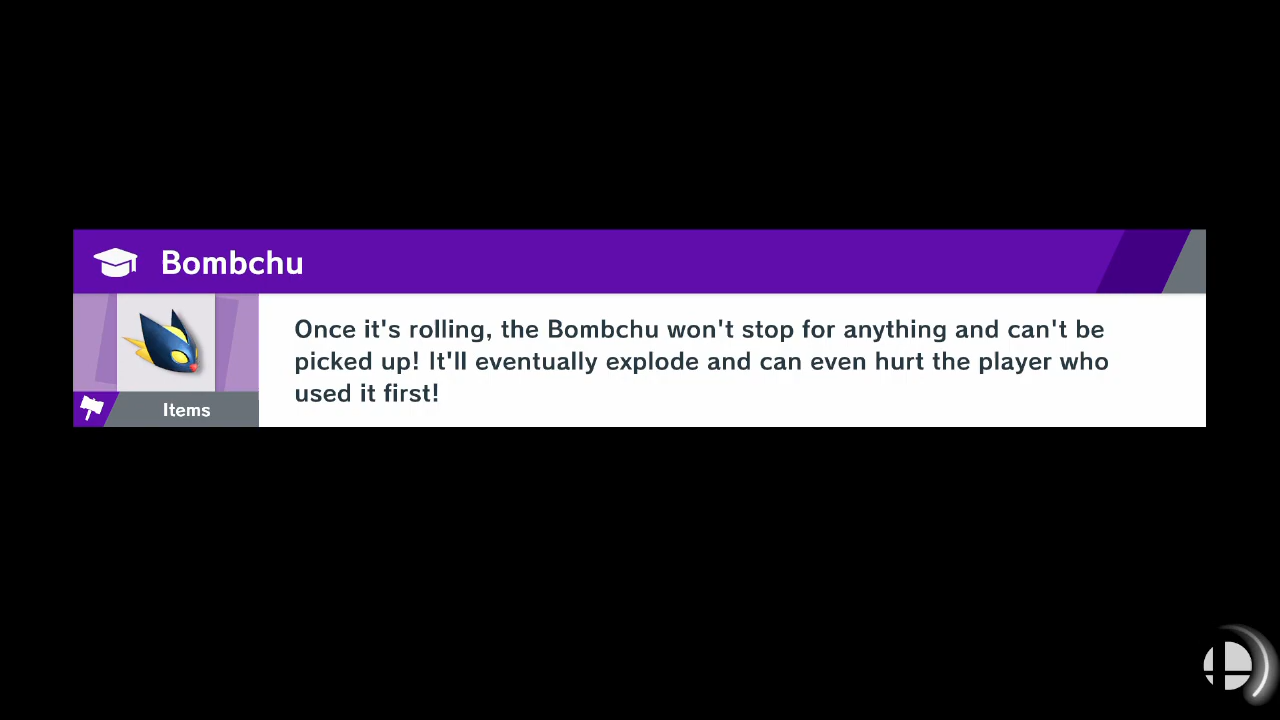 Bombchu
Once it's rolling, the Bombchu won't stop for anything and can't be
picked up! It'll eventually explode and can even hurt the player who
used it first!
Items